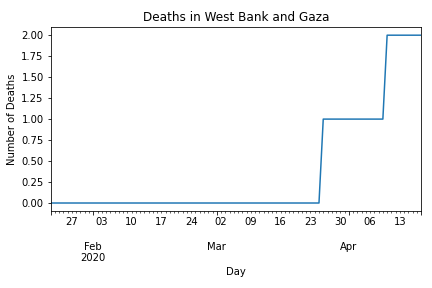 Deaths in West Bank and Gaza
2.00
1.75
1.50
1.25
1.00
0.75
0.50
0.25
0.00
Number of Deaths
27 03 10 17 24 02 09 16 23 30 06 13
Feb Mar Apr
2020
Day